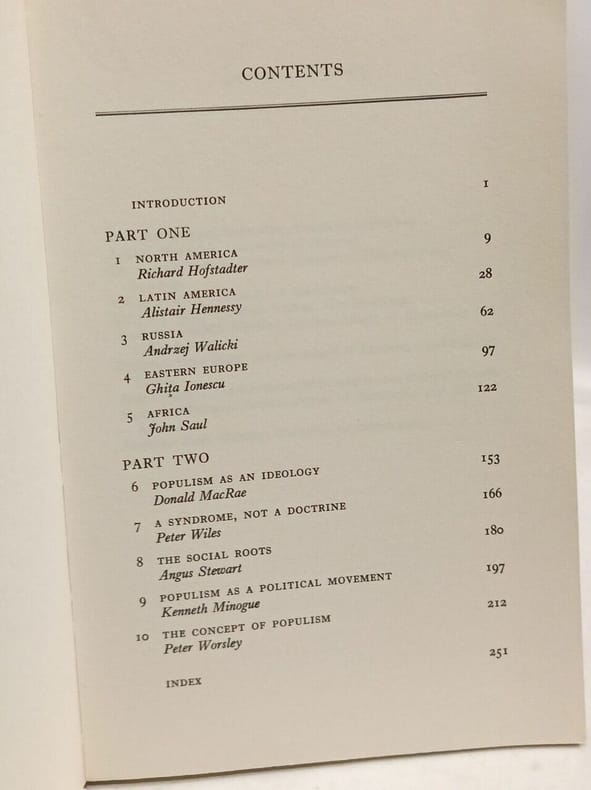 CONTENTS
INTRODUCTION 1
PART ONE
1 NORTH AMERICA 9
Richard Hofstadter
2 LATIN AMERICA 28
Alistair Hennessy
3 RUSSIA 62
Andrzej Walicki
4 EASTERN EUROPE 97
Ghiţa Ionescu
5 AFRICA 122
John Saul
PART TWO
6 POPULISM AS AN IDEOLOGY 153
Donald MacRae
7 A SYNDROME, NOT A DOCTRINE 166
Peter Wiles
8 THE SOCIAL ROOTS 180
Angus Stewart
9 POPULISM AS A POLITICAL MOVEMENT 197
Kenneth Minogue
10 THE CONCEPT OF POPULISM 212
Peter Worsley
INDEX 251